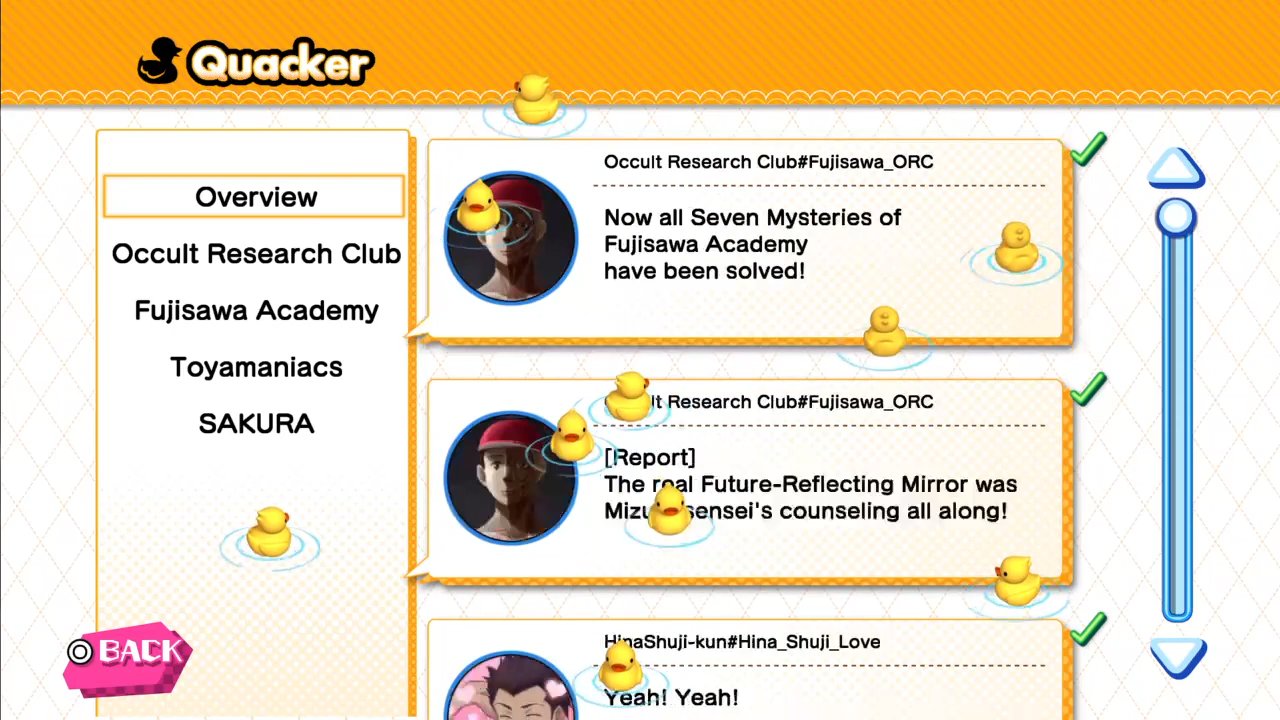 Quacker
Overview
Occult Research Club
Fujisawa Academy
Toyamaniacs
SAKURA
BACK
Occult Research Club#Fujisawa_ORC
Now all Seven Mysteries of
Fujisawa Academy
have been solved!
Research Club#Fujisawa_ORC
[Report]
The real Future-Reflecting Mirror was
counseling all along!
HinaShuji-kun#Hina_Shuji_Love
Yeah! Yeah!